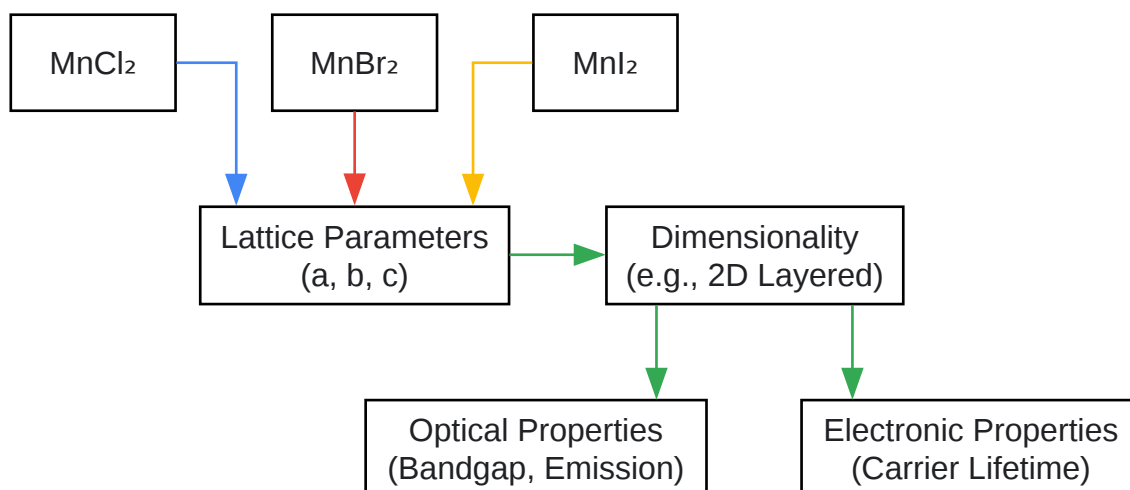 MnCl₂
MnBr₂
MnI₂
Lattice Parameters
(a, b, c)
Dimensionality
(e.g., 2D Layered)
Optical Properties
(Bandgap, Emission)
Electronic Properties
(Carrier Lifetime)